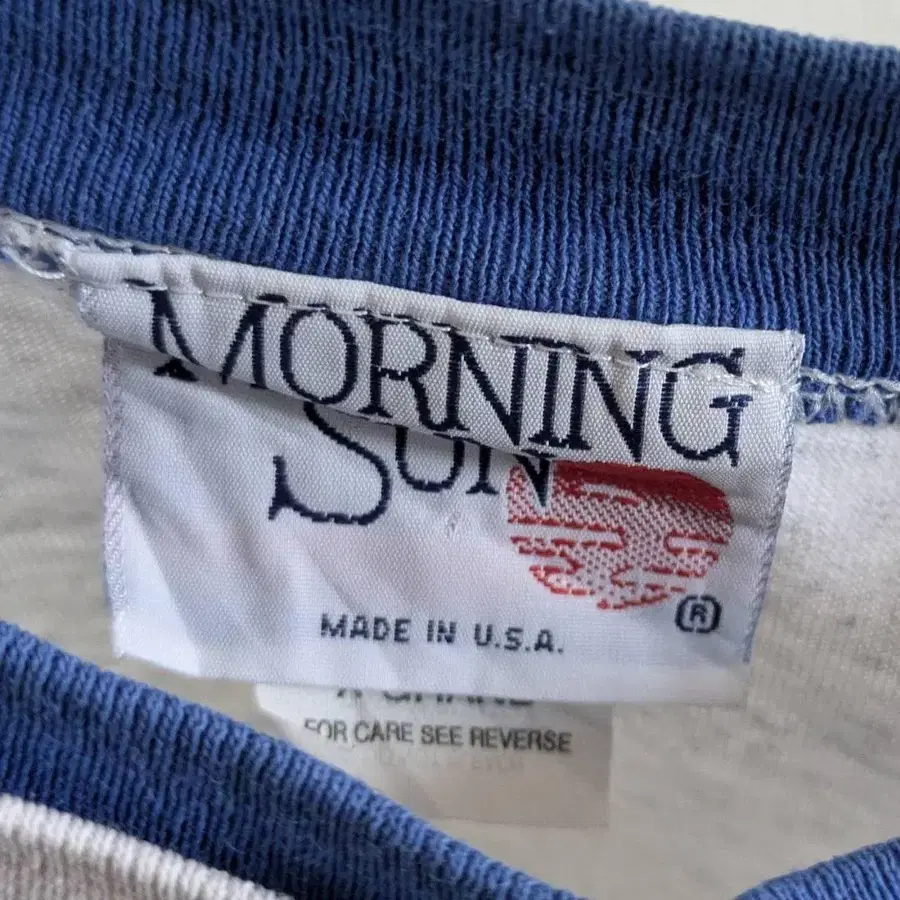 MORNING
SUN
®
MADE IN U.S.A.
FOR CARE SEE REVERSE